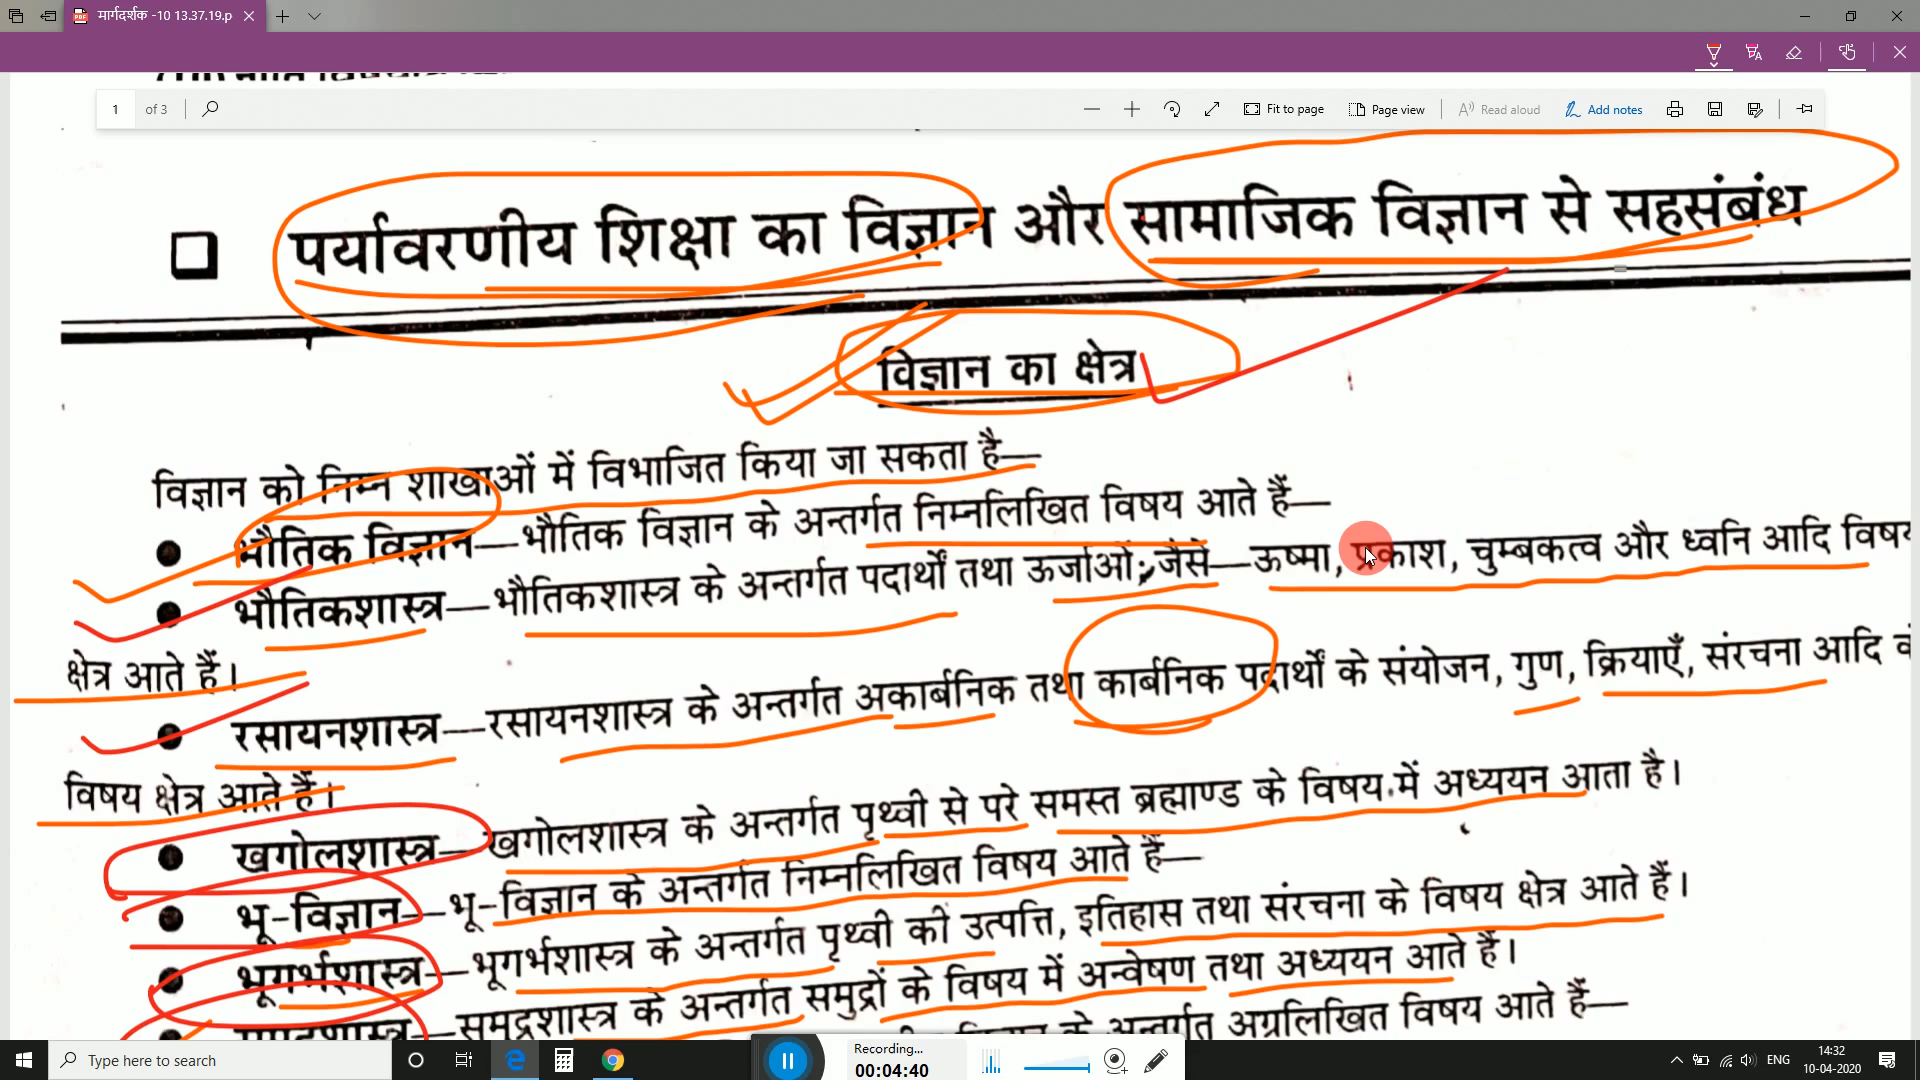 मार्गदर्शक -10 13.37.19.p
1 of 3 Fit to page Page view Read aloud Add notes
पर्यावरणीय शिक्षा का विज्ञान और सामाजिक विज्ञान से सहसंबंध
विज्ञान का क्षेत्र
विज्ञान को निम्न शाखाओं में विभाजित किया जा सकता है—
● भौतिक विज्ञान—भौतिक विज्ञान के अन्तर्गत निम्नलिखित विषय आते हैं—
● भौतिकशास्त्र—भौतिकशास्त्र के अन्तर्गत पदार्थों तथा ऊर्जाओं; जैसे—ऊष्मा, प्रकाश, चुम्बकत्व और ध्वनि आदि विषय
क्षेत्र आते हैं।
● रसायनशास्त्र—रसायनशास्त्र के अन्तर्गत अकार्बनिक तथा कार्बनिक पदार्थों के संयोजन, गुण, क्रियाएँ, संरचना आदि के
विषय क्षेत्र आते हैं।
● खगोलशास्त्र—खगोलशास्त्र के अन्तर्गत पृथ्वी से परे समस्त ब्रह्माण्ड के विषय में अध्ययन आता है।
● भू-विज्ञान—भू-विज्ञान के अन्तर्गत निम्नलिखित विषय आते हैं—
● भूगर्भशास्त्र—भूगर्भशास्त्र के अन्तर्गत पृथ्वी की उत्पत्ति, इतिहास तथा संरचना के विषय क्षेत्र आते हैं।
—समुद्रशास्त्र के अन्तर्गत समुद्रों के विषय में अन्वेषण तथा अध्ययन आते हैं।
के अन्तर्गत अग्रलिखित विषय आते हैं—
Type here to search
Recording...
00:04:40
ENG
14:32
10-04-2020